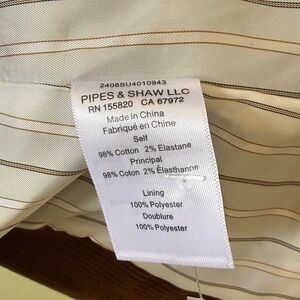 2408SU4010943
PIPES & SHAW LLC
RN 155820 CA 67972
Made in China
Fabriqué en Chine
Self
98% Cotton 2% Elastane
Principal
98% Coton 2% Élasthanne
Lining
100% Polyester
Doublure
100% Polyester